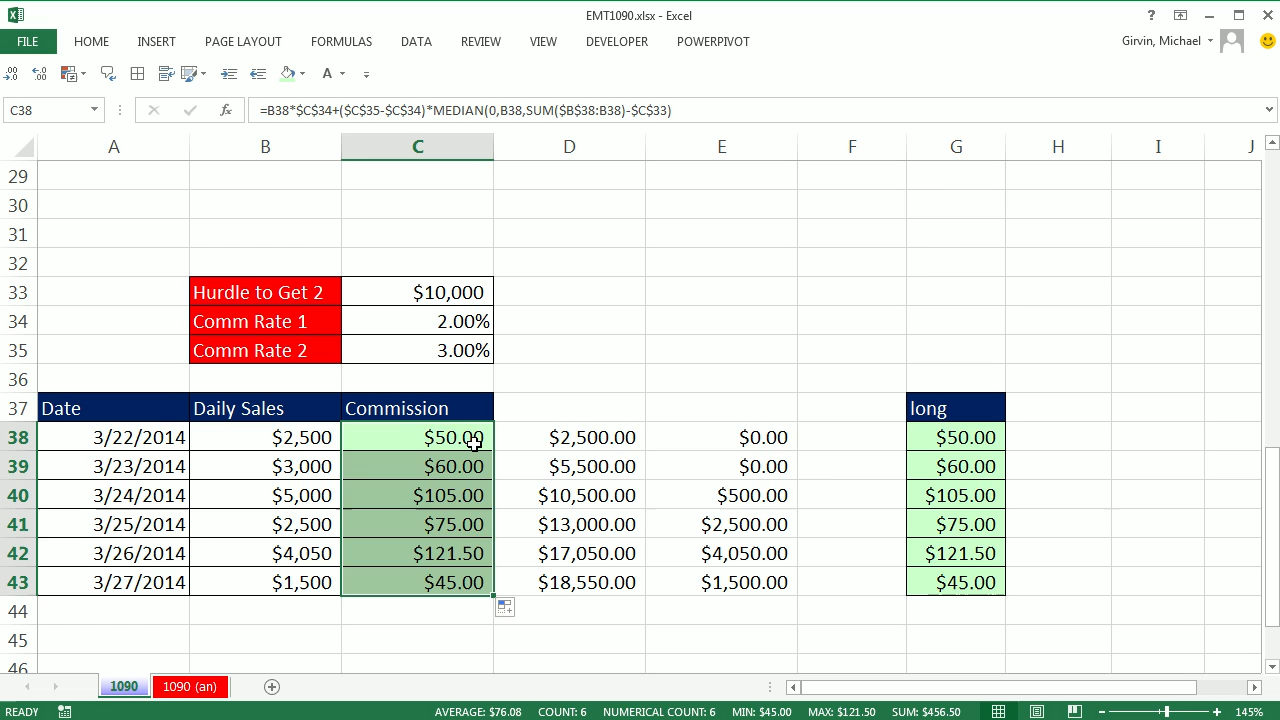 EMT1090.xlsx - Excel
FILE HOME INSERT PAGE LAYOUT FORMULAS DATA REVIEW VIEW DEVELOPER POWERPIVOT Girvin, Michael
C38 fx =B38*$C$34+($C$35-$C$34)*MEDIAN(0,B38,SUM($B$38:B38)-$C$33)
A B C D E F G H I J
29
30
31
32
33 Hurdle to Get 2 $10,000
34 Comm Rate 1 2.00%
35 Comm Rate 2 3.00%
36
37 Date Daily Sales Commission long
38 3/22/2014 $2,500 $50.00 $2,500.00 $0.00 $50.00
39 3/23/2014 $3,000 $60.00 $5,500.00 $0.00 $60.00
40 3/24/2014 $5,000 $105.00 $10,500.00 $500.00 $105.00
41 3/25/2014 $2,500 $75.00 $13,000.00 $2,500.00 $75.00
42 3/26/2014 $4,050 $121.50 $17,050.00 $4,050.00 $121.50
43 3/27/2014 $1,500 $45.00 $18,550.00 $1,500.00 $45.00
44
45
46
1090 1090 (an)
READY AVERAGE: $76.08 COUNT: 6 NUMERICAL COUNT: 6 MIN: $45.00 MAX: $121.50 SUM: $456.50 145%